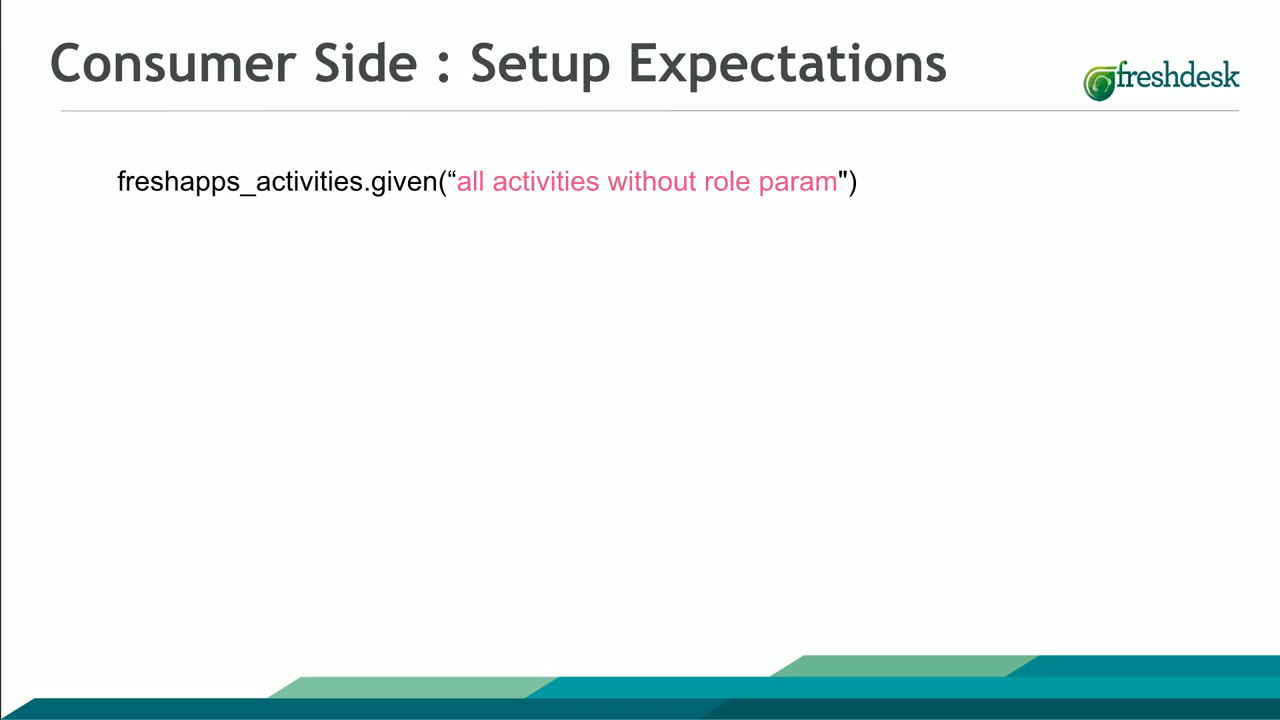 Consumer Side : Setup Expectations
freshdesk
freshapps_activities.given(“all activities without role param")